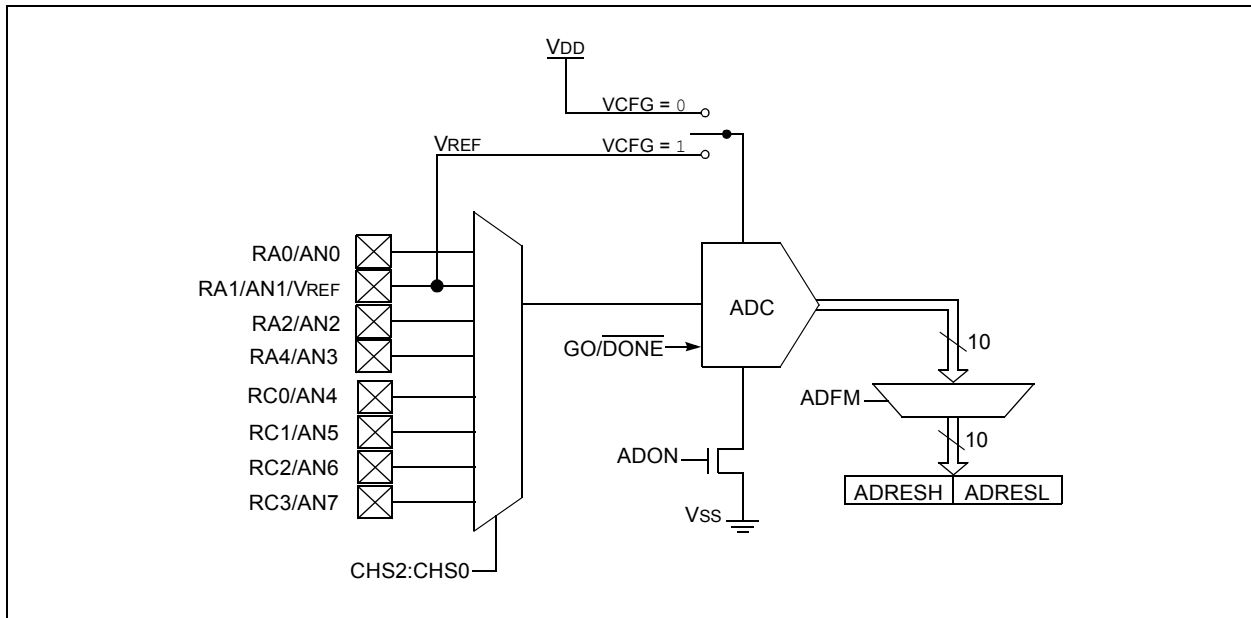 VDD
VCFG = 0
VREF
VCFG = 1
RA0/AN0
RA1/AN1/VREF
RA2/AN2
RA4/AN3
RC0/AN4
RC1/AN5
RC2/AN6
RC3/AN7
CHS2:CHS0
ADC
GO/DONE
10
ADFM
10
ADON
ADRESH ADRESL
VSS